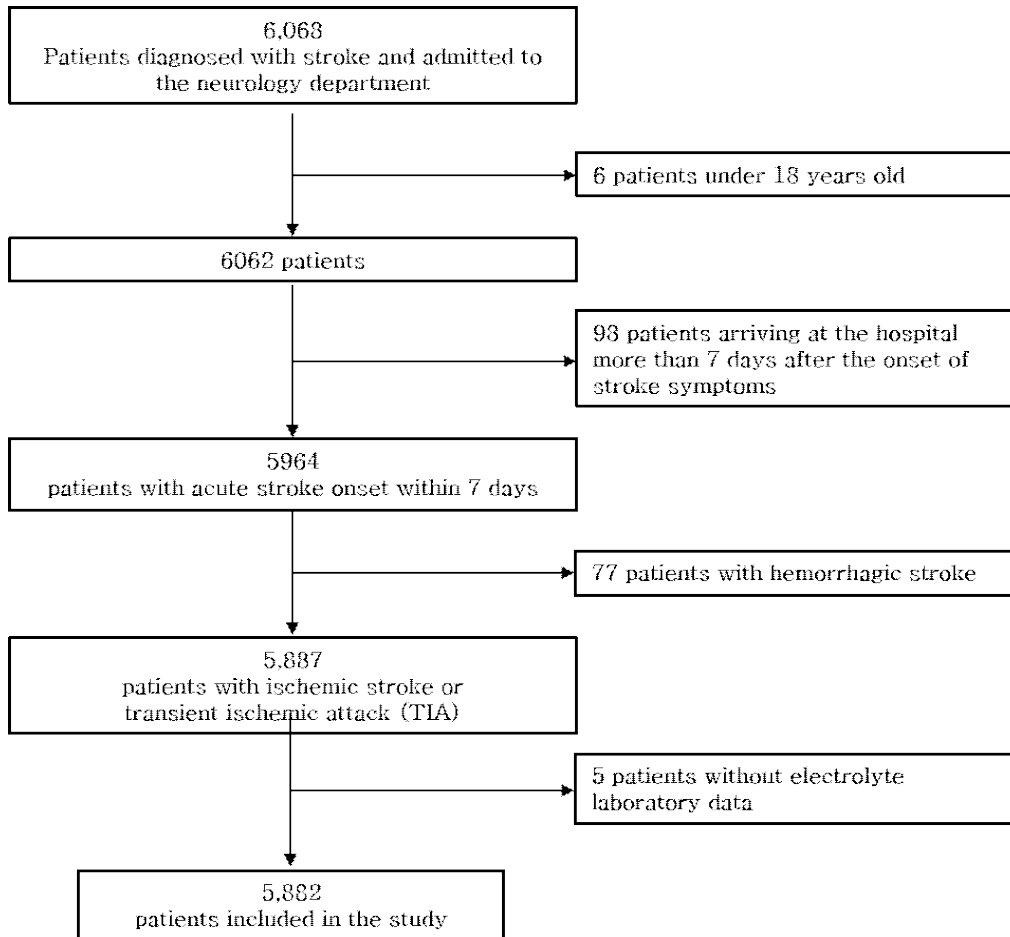 6,068
Patients diagnosed with stroke and admitted to
the neurology department
6 patients under 18 years old
6062 patients
98 patients arriving at the hospital
more than 7 days after the onset of
stroke symptoms
5964
patients with acute stroke onset within 7 days
77 patients with hemorrhagic stroke
5,887
patients with ischemic stroke or
transient ischemic attack (TIA)
5 patients without electrolyte
laboratory data
5,882
patients included in the study